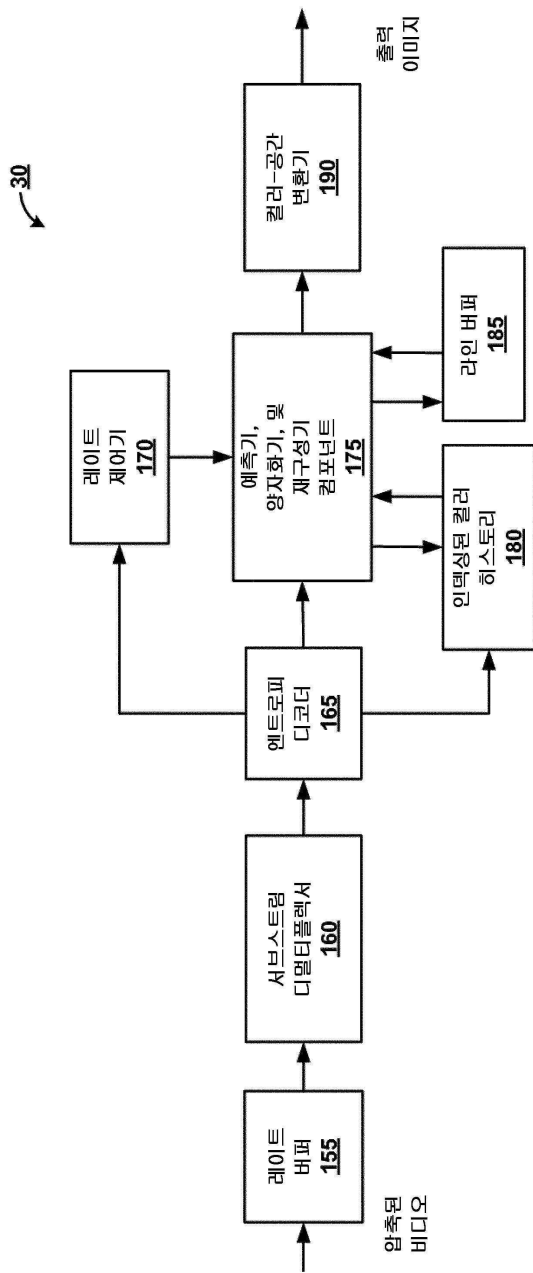 30
압축된
비디오
레이트
버퍼
155
서브스트림
디멀티플렉서
160
엔트로피
디코더
165
레이트
제어기
170
예측기,
양자화기, 및
재구성기
컴포넌트
175
인덱싱된 컬러
히스토리
180
라인 버퍼
185
컬러-공간
변환기
190
출력
이미지